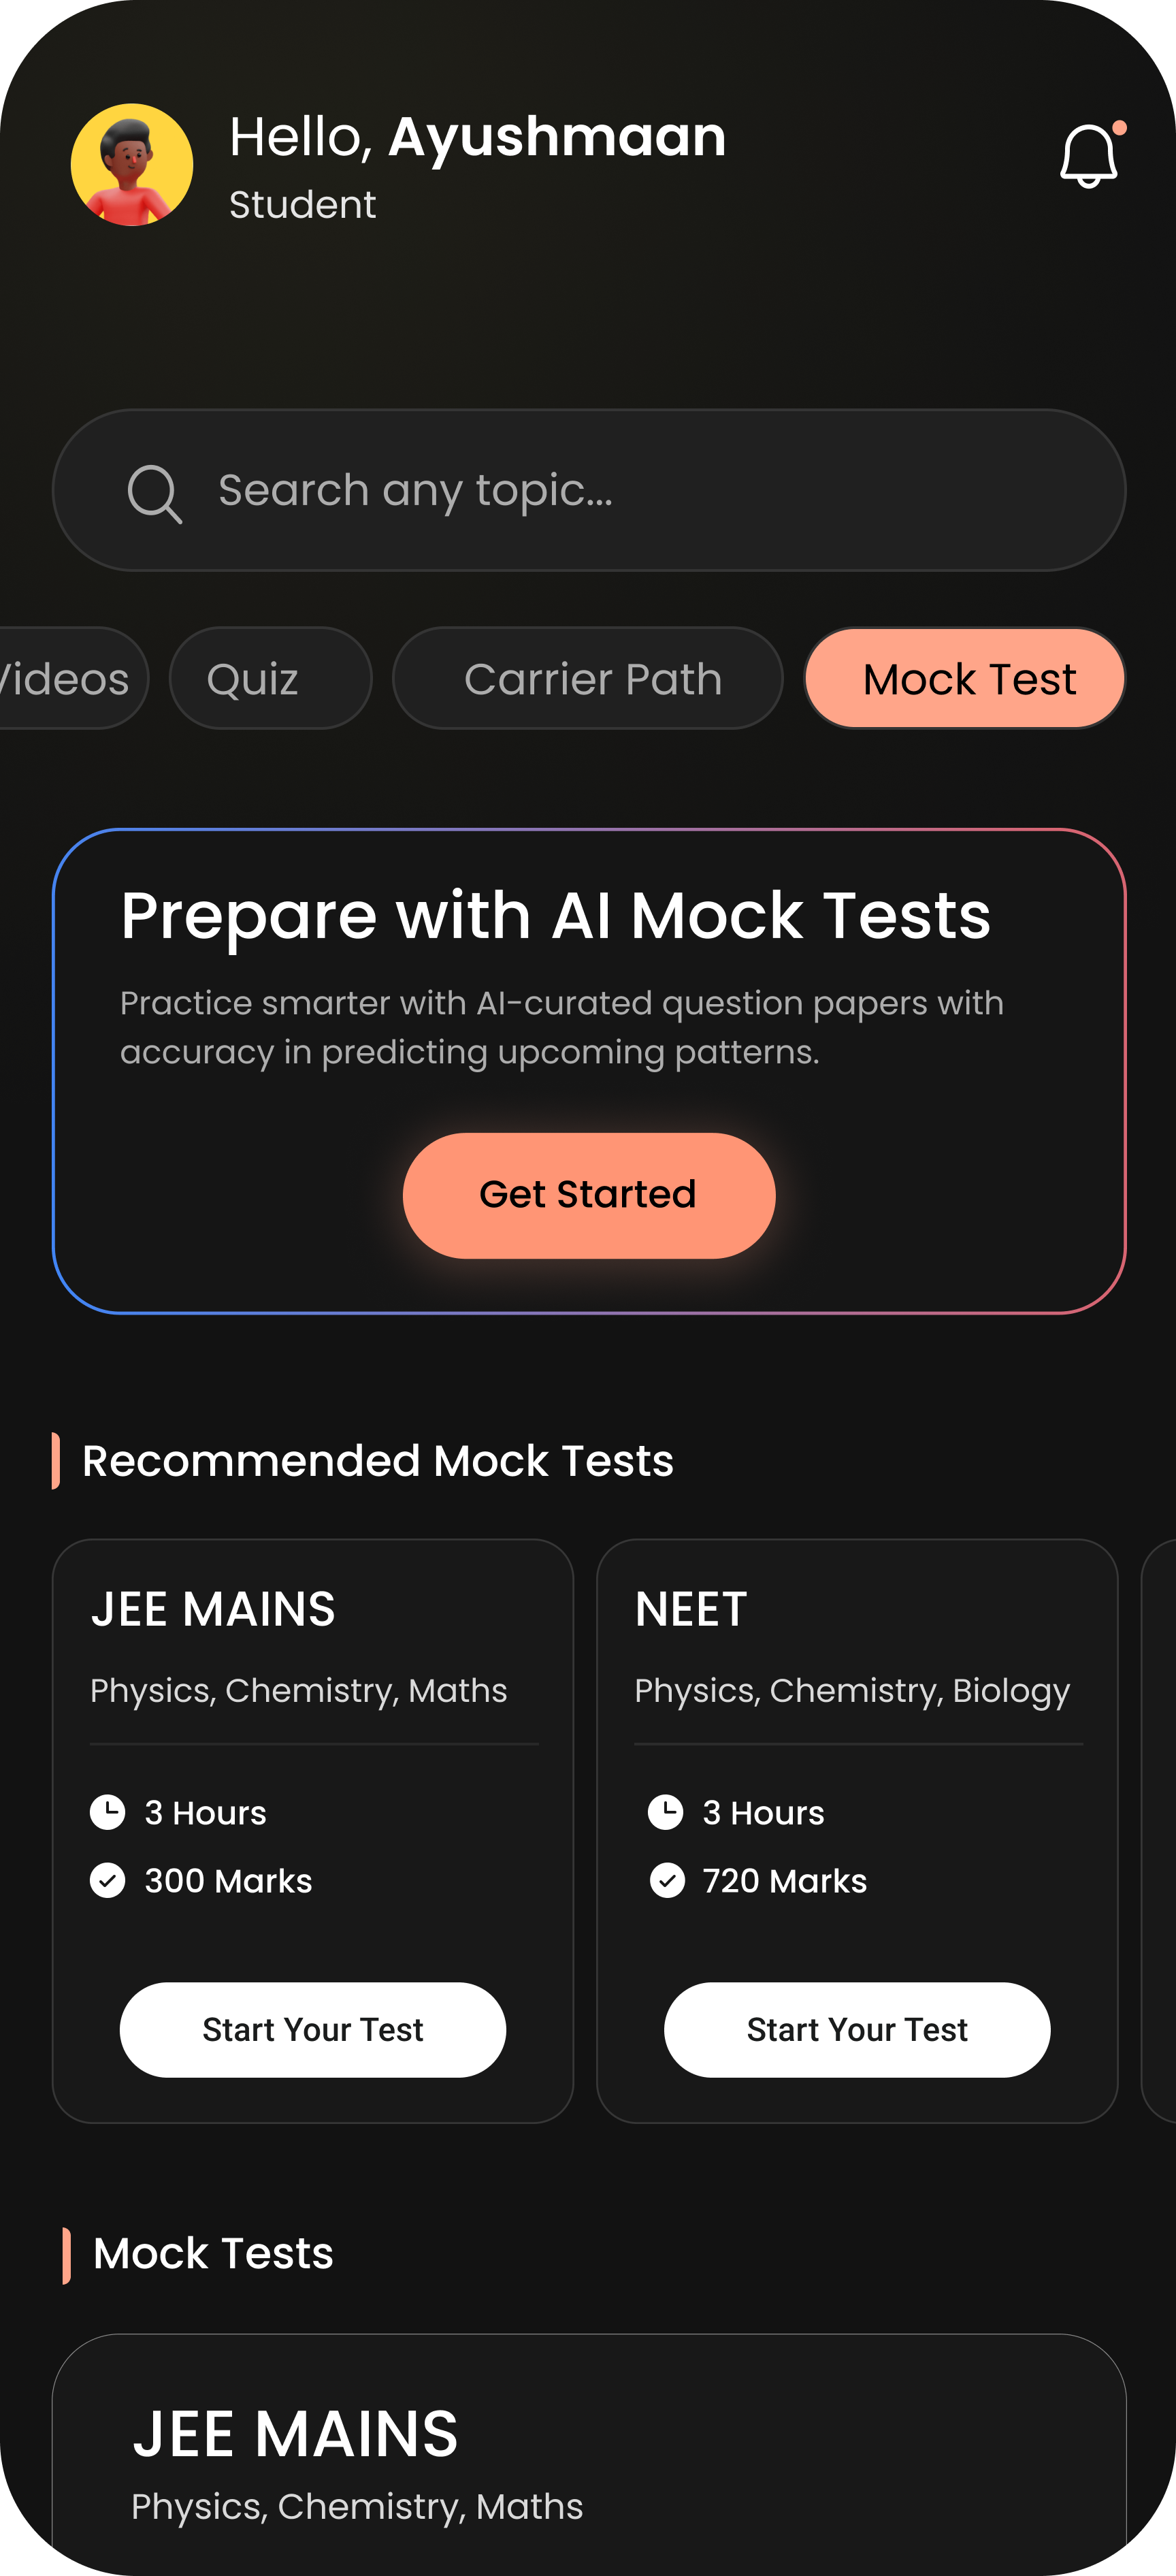 Hello, Ayushmaan
Student
Search any topic...
Videos
Quiz
Carrier Path
Mock Test
Prepare with AI Mock Tests
Practice smarter with AI-curated question papers with
accuracy in predicting upcoming patterns.
Get Started
Recommended Mock Tests
JEE MAINS
Physics, Chemistry, Maths
3 Hours
300 Marks
Start Your Test
NEET
Physics, Chemistry, Biology
3 Hours
720 Marks
Start Your Test
Mock Tests
JEE MAINS
Physics, Chemistry, Maths